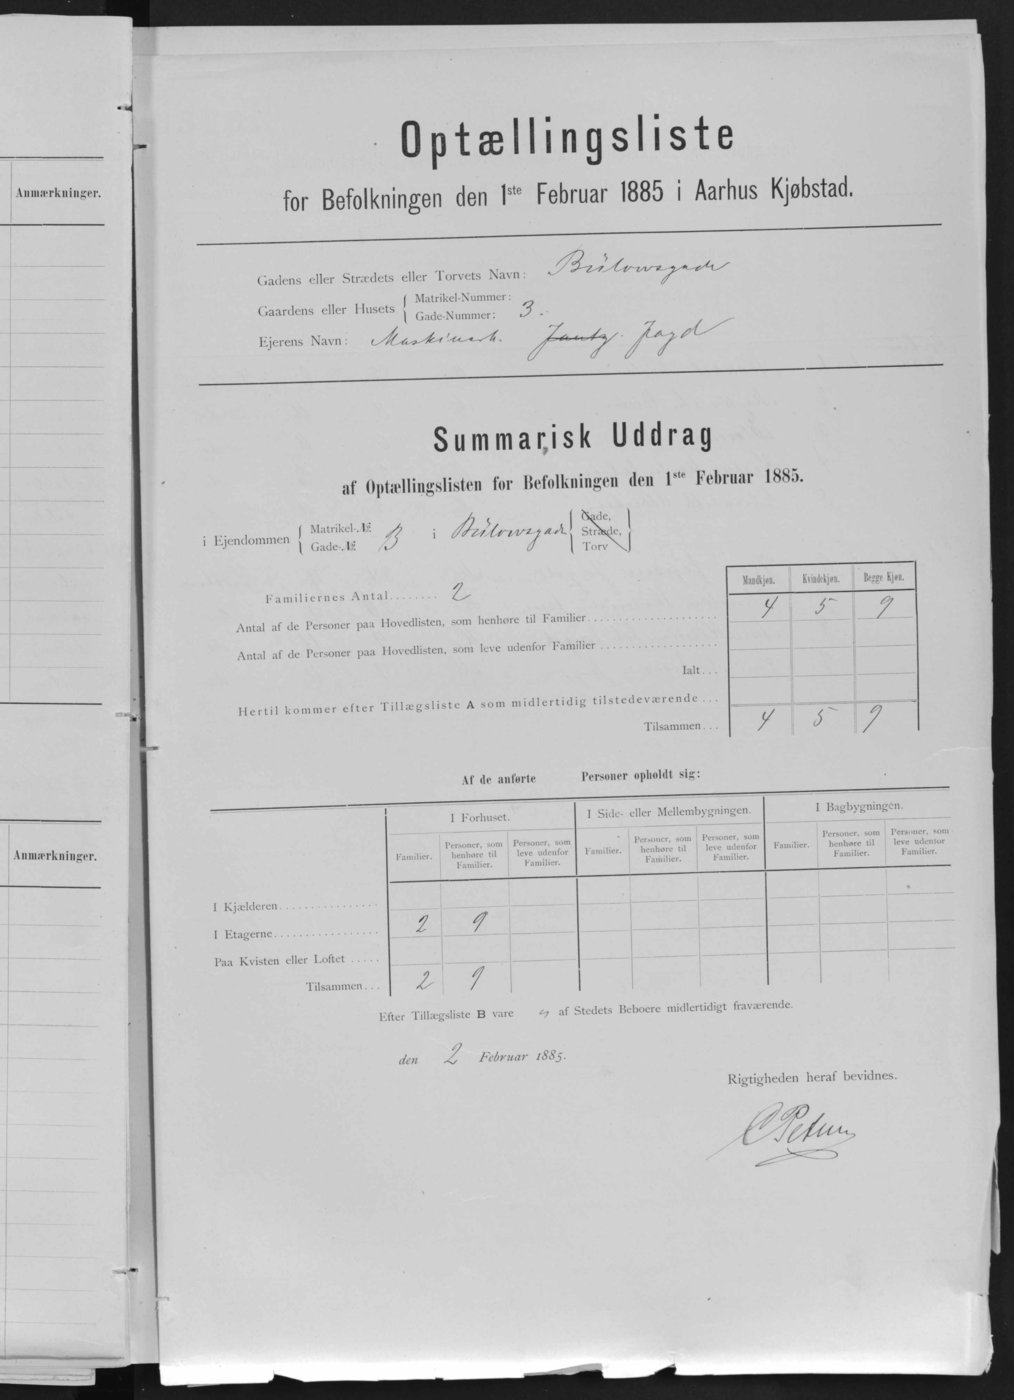 Anmærkninger.
Anmærkninger.
Optællingsliste
for Befolkningen den 1ste Februar 1885 i Aarhus Kjøbstad.
Gadens eller Strædets eller Torvets Navn: Bülowsgade
Gaardens eller Husets { Matrikel-Nummer:
Gade-Nummer: 3.
Ejerens Navn: Maskinarb. Jagd
Summarisk Uddrag
af Optællingslisten for Befolkningen den 1ste Februar 1885.
i Ejendommen { Matrikel-№
Gade-№ 3 i Bülowsgade { Gade, Stræde, Torv }
Mandkjøn. Kvindekjøn. Begge Kjøn.
Familiernes Antal........ 2
Antal af de Personer paa Hovedlisten, som henhøre til Familier 4 5 9
Antal af de Personer paa Hovedlisten, som leve udenfor Familier
Ialt...
Hertil kommer efter Tillægsliste A som midlertidig tilstedeværende...
Tilsammen... 4 5 9
Af de anførte Personer opholdt sig:
I Forhuset. I Side- eller Mellembygningen. I Bagbygningen.
Familier. Personer, som henhøre til Familier. Personer, som leve udenfor Familier. Familier. Personer, som henhøre til Familier. Personer, som leve udenfor Familier. Familier. Personer, som henhøre til Familier. Personer, som leve udenfor Familier.
I Kjælderen
I Etagerne 2 9
Paa Kvisten eller Loftet
Tilsammen... 2 9
Efter Tillægsliste B vare af Stedets Beboere midlertidigt fraværende.
den 2 Februar 1885.
Rigtigheden heraf bevidnes.